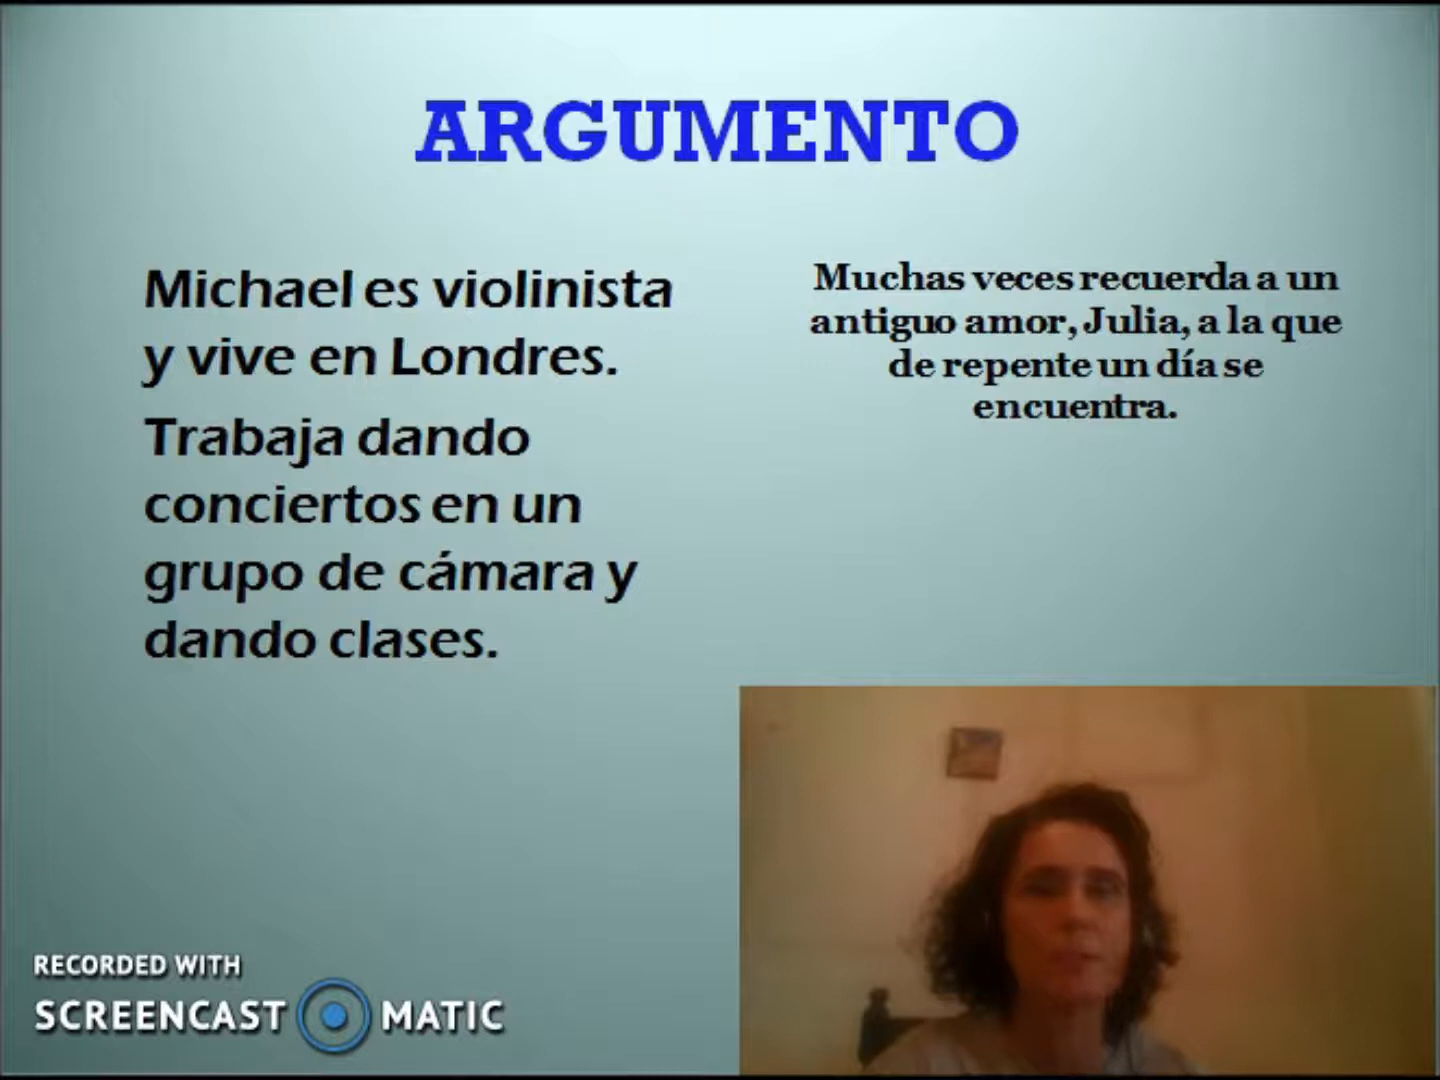 ARGUMENTO
Michael es violinista
y vive en Londres.
Trabaja dando
conciertos en un
grupo de cámara y
dando clases.
Muchas veces recuerda a un
antiguo amor, Julia, a la que
de repente un día se
encuentra.
RECORDED WITH
SCREENCAST MATIC